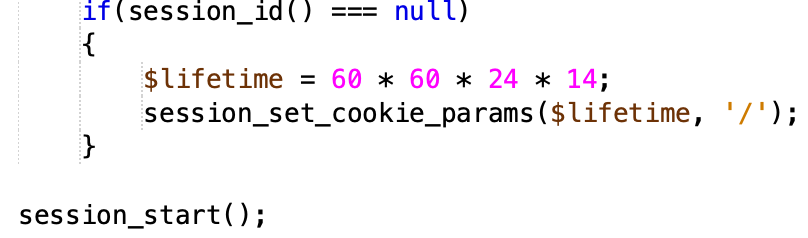 if(session_id() === null)
{
$lifetime = 60 * 60 * 24 * 14;
session_set_cookie_params($lifetime, '/');
}
session_start();